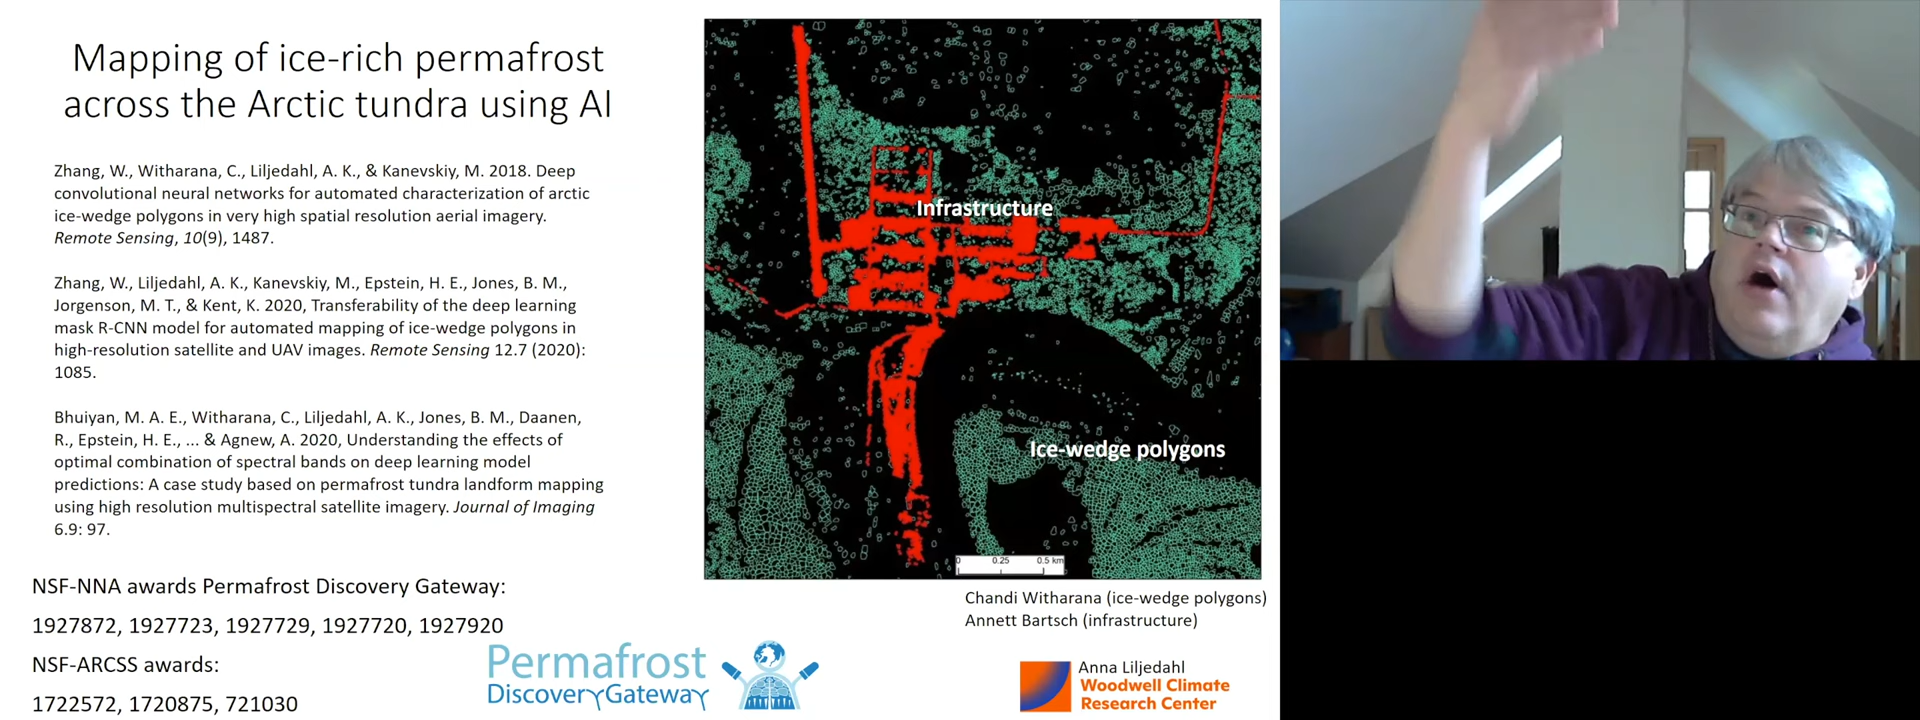 Mapping of ice-rich permafrost
across the Arctic tundra using AI
Zhang, W., Witharana, C., Liljedahl, A. K., & Kanevskiy, M. 2018. Deep
convolutional neural networks for automated characterization of arctic
ice-wedge polygons in very high spatial resolution aerial imagery.
Remote Sensing, 10(9), 1487.
Zhang, W., Liljedahl, A. K., Kanevskiy, M., Epstein, H. E., Jones, B. M.,
Jorgenson, M. T., & Kent, K. 2020, Transferability of the deep learning
mask R-CNN model for automated mapping of ice-wedge polygons in
high-resolution satellite and UAV images. Remote Sensing 12.7 (2020):
1085.
Bhuiyan, M. A. E., Witharana, C., Liljedahl, A. K., Jones, B. M., Daanen,
R., Epstein, H. E., ... & Agnew, A. 2020, Understanding the effects of
optimal combination of spectral bands on deep learning model
predictions: A case study based on permafrost tundra landform mapping
using high resolution multispectral satellite imagery. Journal of Imaging
6.9: 97.
NSF-NNA awards Permafrost Discovery Gateway:
1927872, 1927723, 1927729, 1927720, 1927920
NSF-ARCSS awards:
1722572, 1720875, 721030
Permafrost
Discovery Gateway
Infrastructure
Ice-wedge polygons
0 0.25 0.5 km
Chandi Witharana (ice-wedge polygons)
Annett Bartsch (infrastructure)
Anna Liljedahl
Woodwell Climate
Research Center